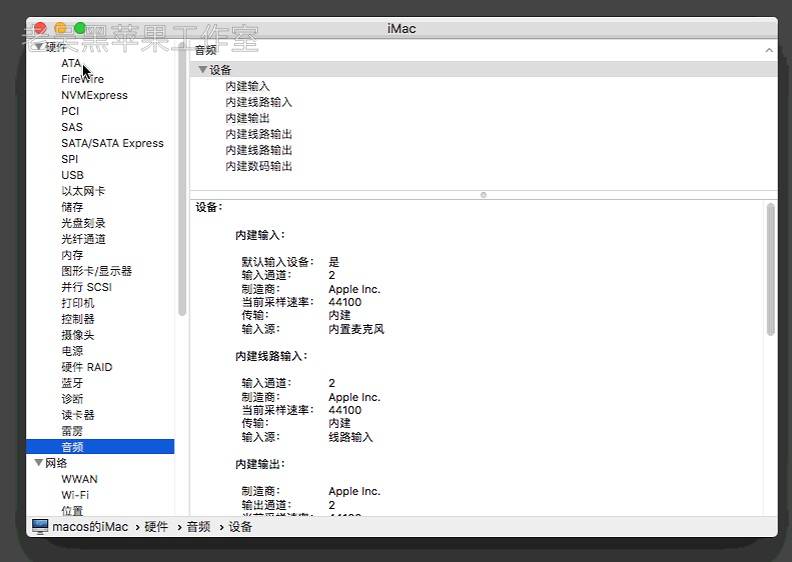 iMac
老吴黑苹果工作室
硬件
ATA
FireWire
NVMExpress
PCI
SAS
SATA/SATA Express
SPI
USB
以太网卡
储存
光盘刻录
光纤通道
内存
图形卡/显示器
并行 SCSI
打印机
控制器
摄像头
电源
硬件 RAID
蓝牙
诊断
读卡器
雷雳
音频
网络
WWAN
Wi-Fi
位置
音频
设备
内建输入
内建线路输入
内建输出
内建线路输出
内建线路输出
内建数码输出
设备：
内建输入：
默认输入设备： 是
输入通道： 2
制造商： Apple Inc.
当前采样速率： 44100
传输： 内建
输入源： 内置麦克风
内建线路输入：
输入通道： 2
制造商： Apple Inc.
当前采样速率： 44100
传输： 内建
输入源： 线路输入
内建输出：
制造商： Apple Inc.
输出通道： 2
当前采样速率： 44100
macos的iMac › 硬件 › 音频 › 设备